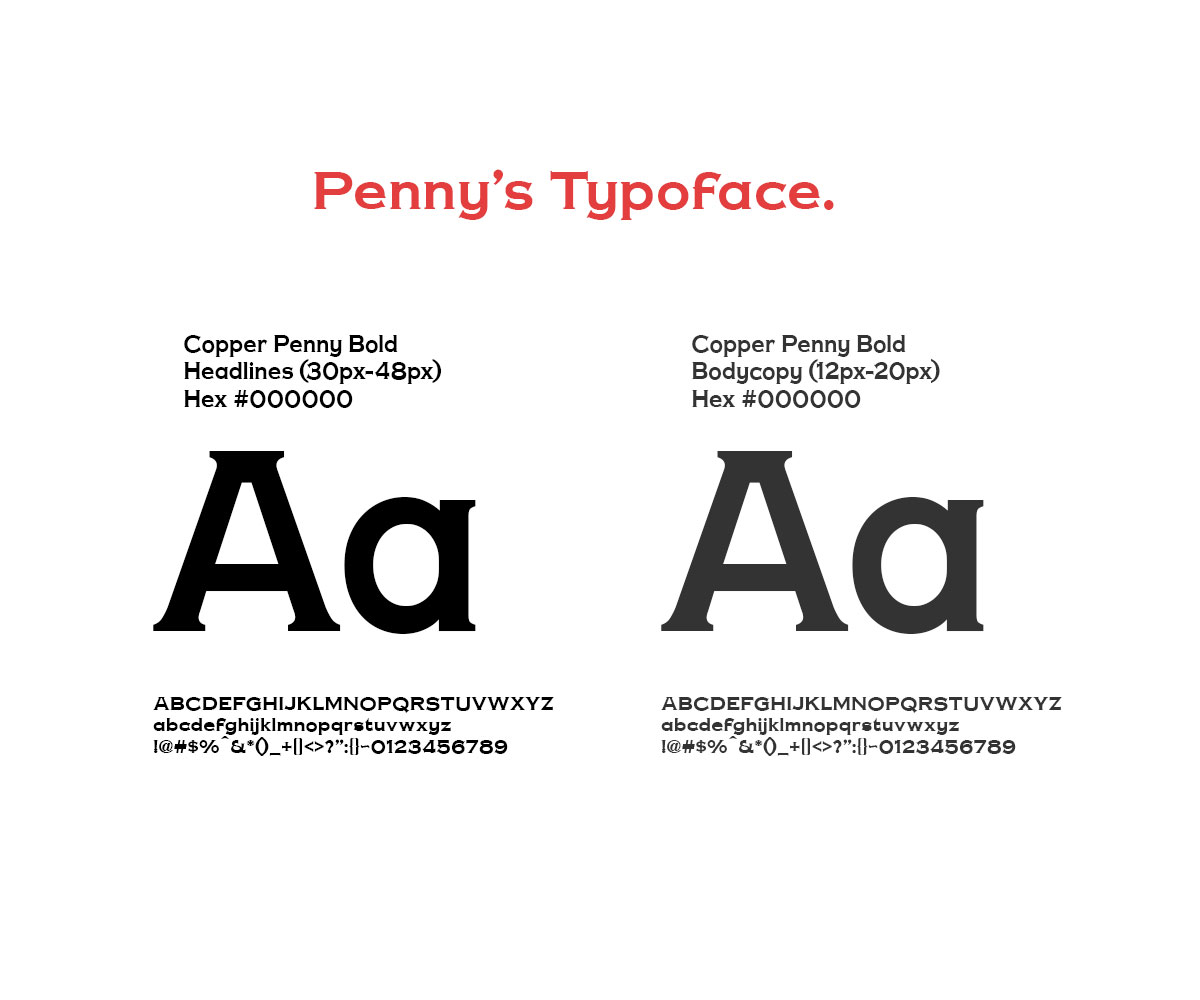 Penny’s Typoface.
Copper Penny Bold
Headlines (30px-48px)
Hex #000000
Aa
ABCDEFGHIJKLMNOPQRSTUVWXYZ
abcdefghijklmnopqrstuvwxyz
!@#$%ˆ&*()_+[]<>?”:{}~0123456789
Copper Penny Bold
Bodycopy (12px-20px)
Hex #000000
Aa
ABCDEFGHIJKLMNOPQRSTUVWXYZ
abcdefghijklmnopqrstuvwxyz
!@#$%ˆ&*()_+[]<>?”:{}~0123456789